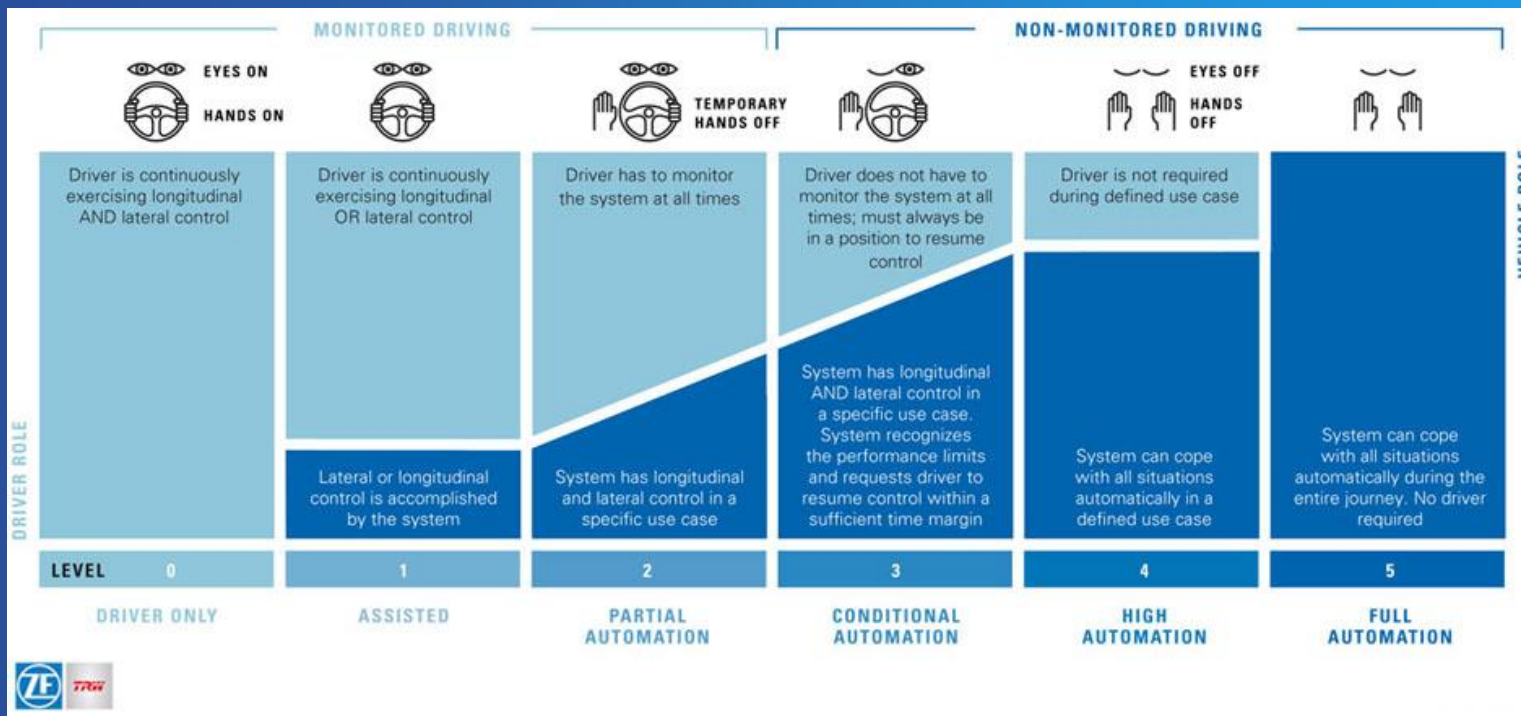 MONITORED DRIVING
NON-MONITORED DRIVING
EYES ON
HANDS ON
TEMPORARY
HANDS OFF
EYES OFF
HANDS
OFF
Driver is continuously
exercising longitudinal
AND lateral control
Driver is continuously
exercising longitudinal
OR lateral control
Driver has to monitor
the system at all times
Driver does not have to
monitor the system at all
times; must always be
in a position to resume
control
Driver is not required
during defined use case
DRIVER ROLE
Lateral or longitudinal
control is accomplished
by the system
System has longitudinal
and lateral control in a
specific use case
System has longitudinal
AND lateral control in
a specific use case.
System recognizes
the performance limits
and requests driver to
resume control within a
sufficient time margin
System can cope
with all situations
automatically in a
defined use case
System can cope
with all situations
automatically during the
entire journey. No driver
required
LEVEL 0 1 2 3 4 5
DRIVER ONLY
ASSISTED
PARTIAL
AUTOMATION
CONDITIONAL
AUTOMATION
HIGH
AUTOMATION
FULL
AUTOMATION
ZF TRW